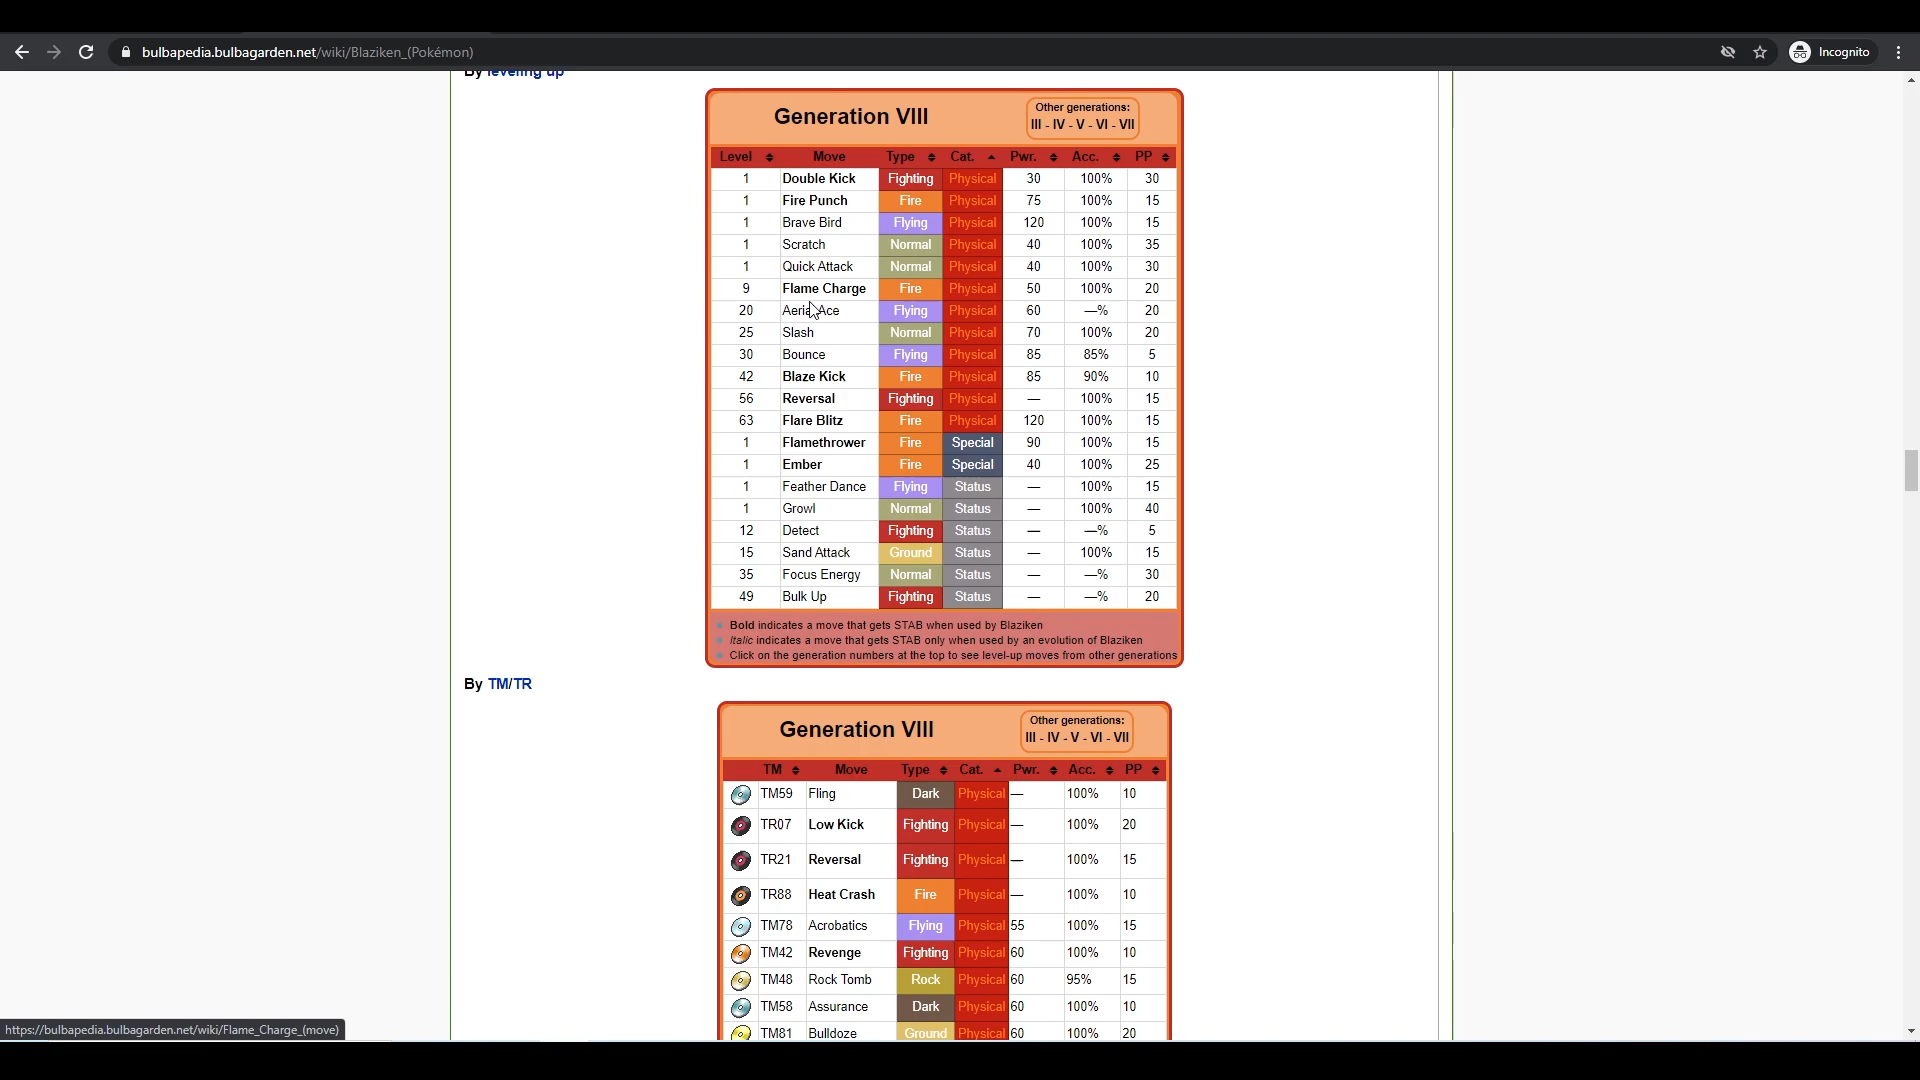 bulbapedia.bulbagarden.net/wiki/Blaziken_(Pokémon)
Incognito
By leveling up
Generation VIII
Other generations:
III - IV - V - VI - VII
Level Move Type Cat. Pwr. Acc. PP
1 Double Kick Fighting Physical 30 100% 30
1 Fire Punch Fire Physical 75 100% 15
1 Brave Bird Flying Physical 120 100% 15
1 Scratch Normal Physical 40 100% 35
1 Quick Attack Normal Physical 40 100% 30
9 Flame Charge Fire Physical 50 100% 20
20 Aerial Ace Flying Physical 60 —% 20
25 Slash Normal Physical 70 100% 20
30 Bounce Flying Physical 85 85% 5
42 Blaze Kick Fire Physical 85 90% 10
56 Reversal Fighting Physical — 100% 15
63 Flare Blitz Fire Physical 120 100% 15
1 Flamethrower Fire Special 90 100% 15
1 Ember Fire Special 40 100% 25
1 Feather Dance Flying Status — 100% 15
1 Growl Normal Status — 100% 40
12 Detect Fighting Status — —% 5
15 Sand Attack Ground Status — 100% 15
35 Focus Energy Normal Status — —% 30
49 Bulk Up Fighting Status — —% 20
Bold indicates a move that gets STAB when used by Blaziken
Italic indicates a move that gets STAB only when used by an evolution of Blaziken
Click on the generation numbers at the top to see level-up moves from other generations
By TM/TR
Generation VIII
Other generations:
III - IV - V - VI - VII
TM Move Type Cat. Pwr. Acc. PP
TM59 Fling Dark Physical — 100% 10
TR07 Low Kick Fighting Physical — 100% 20
TR21 Reversal Fighting Physical — 100% 15
TR88 Heat Crash Fire Physical — 100% 10
TM78 Acrobatics Flying Physical 55 100% 15
TM42 Revenge Fighting Physical 60 100% 10
TM48 Rock Tomb Rock Physical 60 95% 15
TM58 Assurance Dark Physical 60 100% 10
TM81 Bulldoze Ground Physical 60 100% 20
https://bulbapedia.bulbagarden.net/wiki/Flame_Charge_(move)